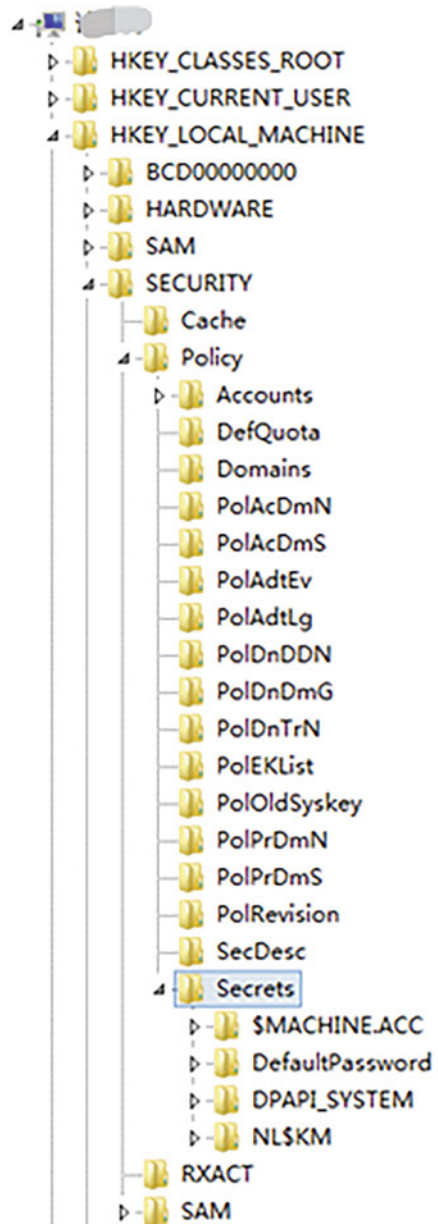 HKEY_CLASSES_ROOT
HKEY_CURRENT_USER
HKEY_LOCAL_MACHINE
BCD00000000
HARDWARE
SAM
SECURITY
Cache
Policy
Accounts
DefQuota
Domains
PolAcDmN
PolAcDmS
PolAdtEv
PolAdtLg
PolDnDDN
PolDnDmG
PolDnTrN
PolEKList
PolOldSyskey
PolPrDmN
PolPrDmS
PolRevision
SecDesc
Secrets
$MACHINE.ACC
DefaultPassword
DPAPI_SYSTEM
NL$KM
RXACT
SAM